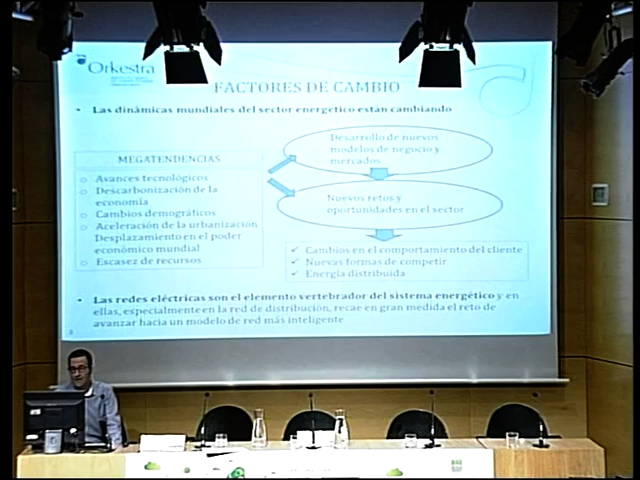 Orkestra
FACTORES DE CAMBIO
• Las dinámicas mundiales del sector energético estan cambiando
MEGATENDENCIAS
o Avances tecnológicos
o Descarbonización de la
economía
o Cambios demográficos
o Aceleración de la urbanización
Desplazamiento en el poder
económico mundial
o Escasez de recursos
Desarrollo de nuevos
modelos de negocio y
mercados
Nuevos retos y
oportunidades en el sector
✓ Cambios en el comportamiento del cliente
✓ Nuevas formas de competir
✓ Energía distribuida
• Las redes eléctricas son el elemento vertebrador del sistema energético y en
ellas, especialmente en la red de distribución, recae en gran medida el reto de
avanzar hacia un modelo de red más inteligente